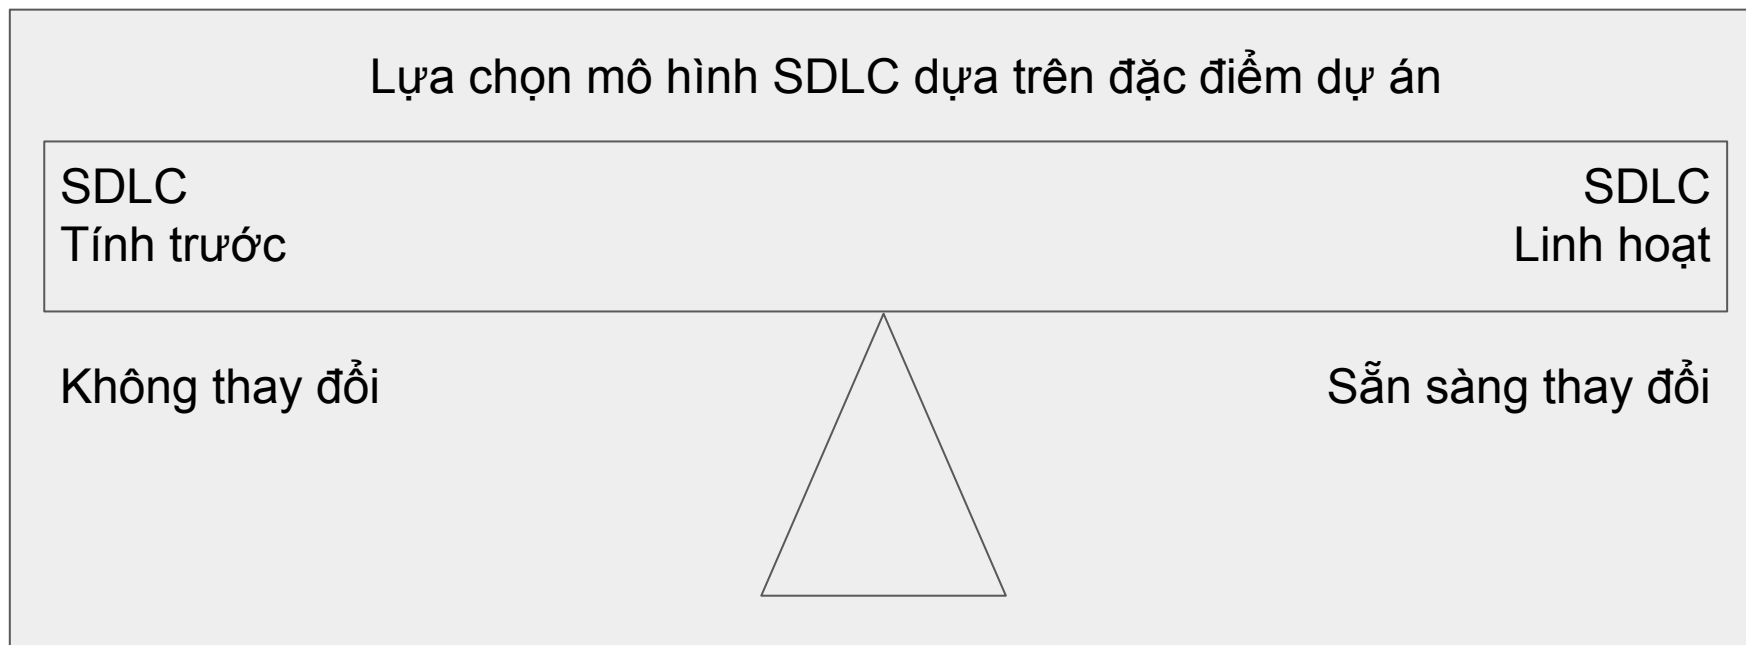 Lựa chọn mô hình SDLC dựa trên đặc điểm dự án
SDLC
Tính trước
SDLC
Linh hoạt
Không thay đổi
Sẵn sàng thay đổi